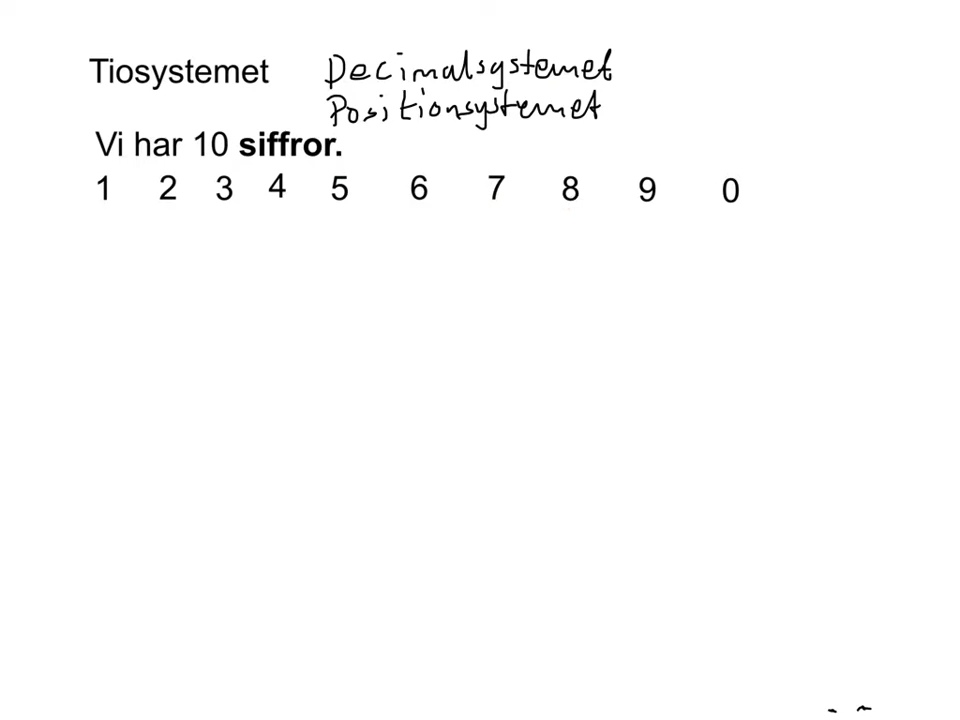 Tiosystemet Decimalsystemet
Positionsystemet
Vi har 10 siffror.
1 2 3 4 5 6 7 8 9 0